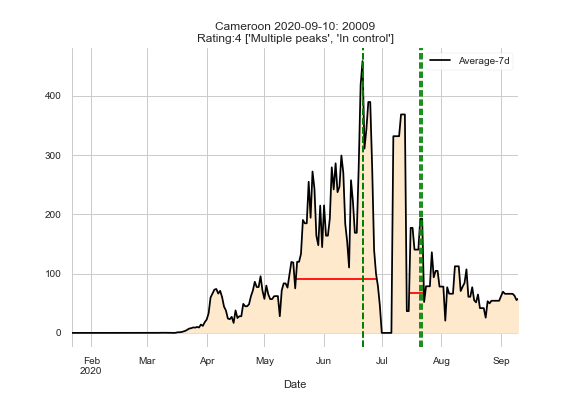 Cameroon 2020-09-10: 20009
Rating:4 ['Multiple peaks', 'In control']
Average-7d
400
300
200
100
0
Feb Mar Apr May Jun Jul Aug Sep
2020
Date